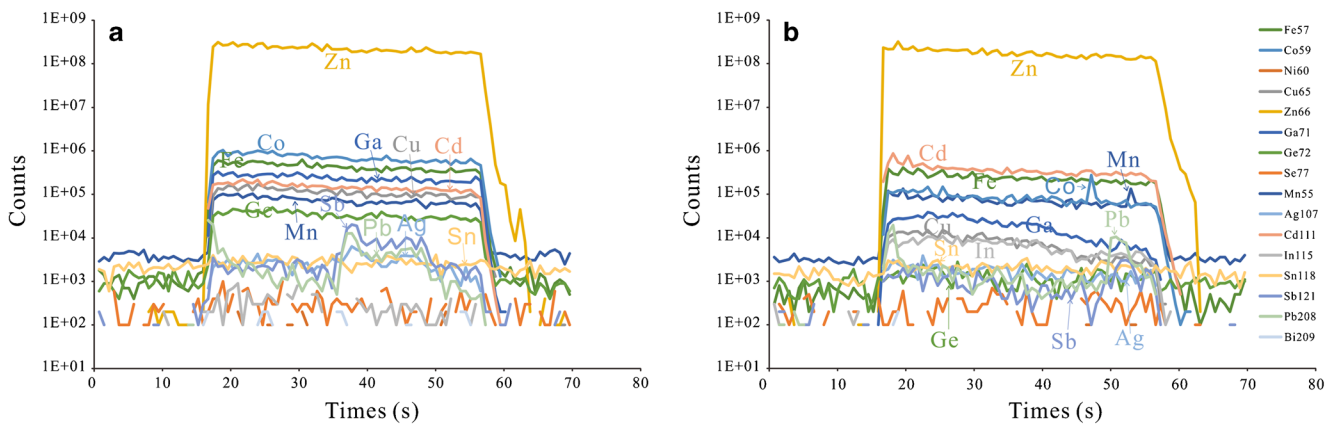 a
1E+09
1E+08
1E+07
1E+06
1E+05
1E+04
1E+03
1E+02
1E+01
Counts
0 10 20 30 40 50 60 70 80
Times (s)
Zn
Co
Fe
Ga
Cu
Cd
Ge
Mn
Sb
Pb
Ag
Sn
b
1E+09
1E+08
1E+07
1E+06
1E+05
1E+04
1E+03
1E+02
1E+01
Counts
0 10 20 30 40 50 60 70 80
Times (s)
Zn
Cd
Fe
Co
Mn
Cu
Ga
Pb
Sn
In
Ge
Sb
Ag
Fe57
Co59
Ni60
Cu65
Zn66
Ga71
Ge72
Se77
Mn55
Ag107
Cd111
In115
Sn118
Sb121
Pb208
Bi209